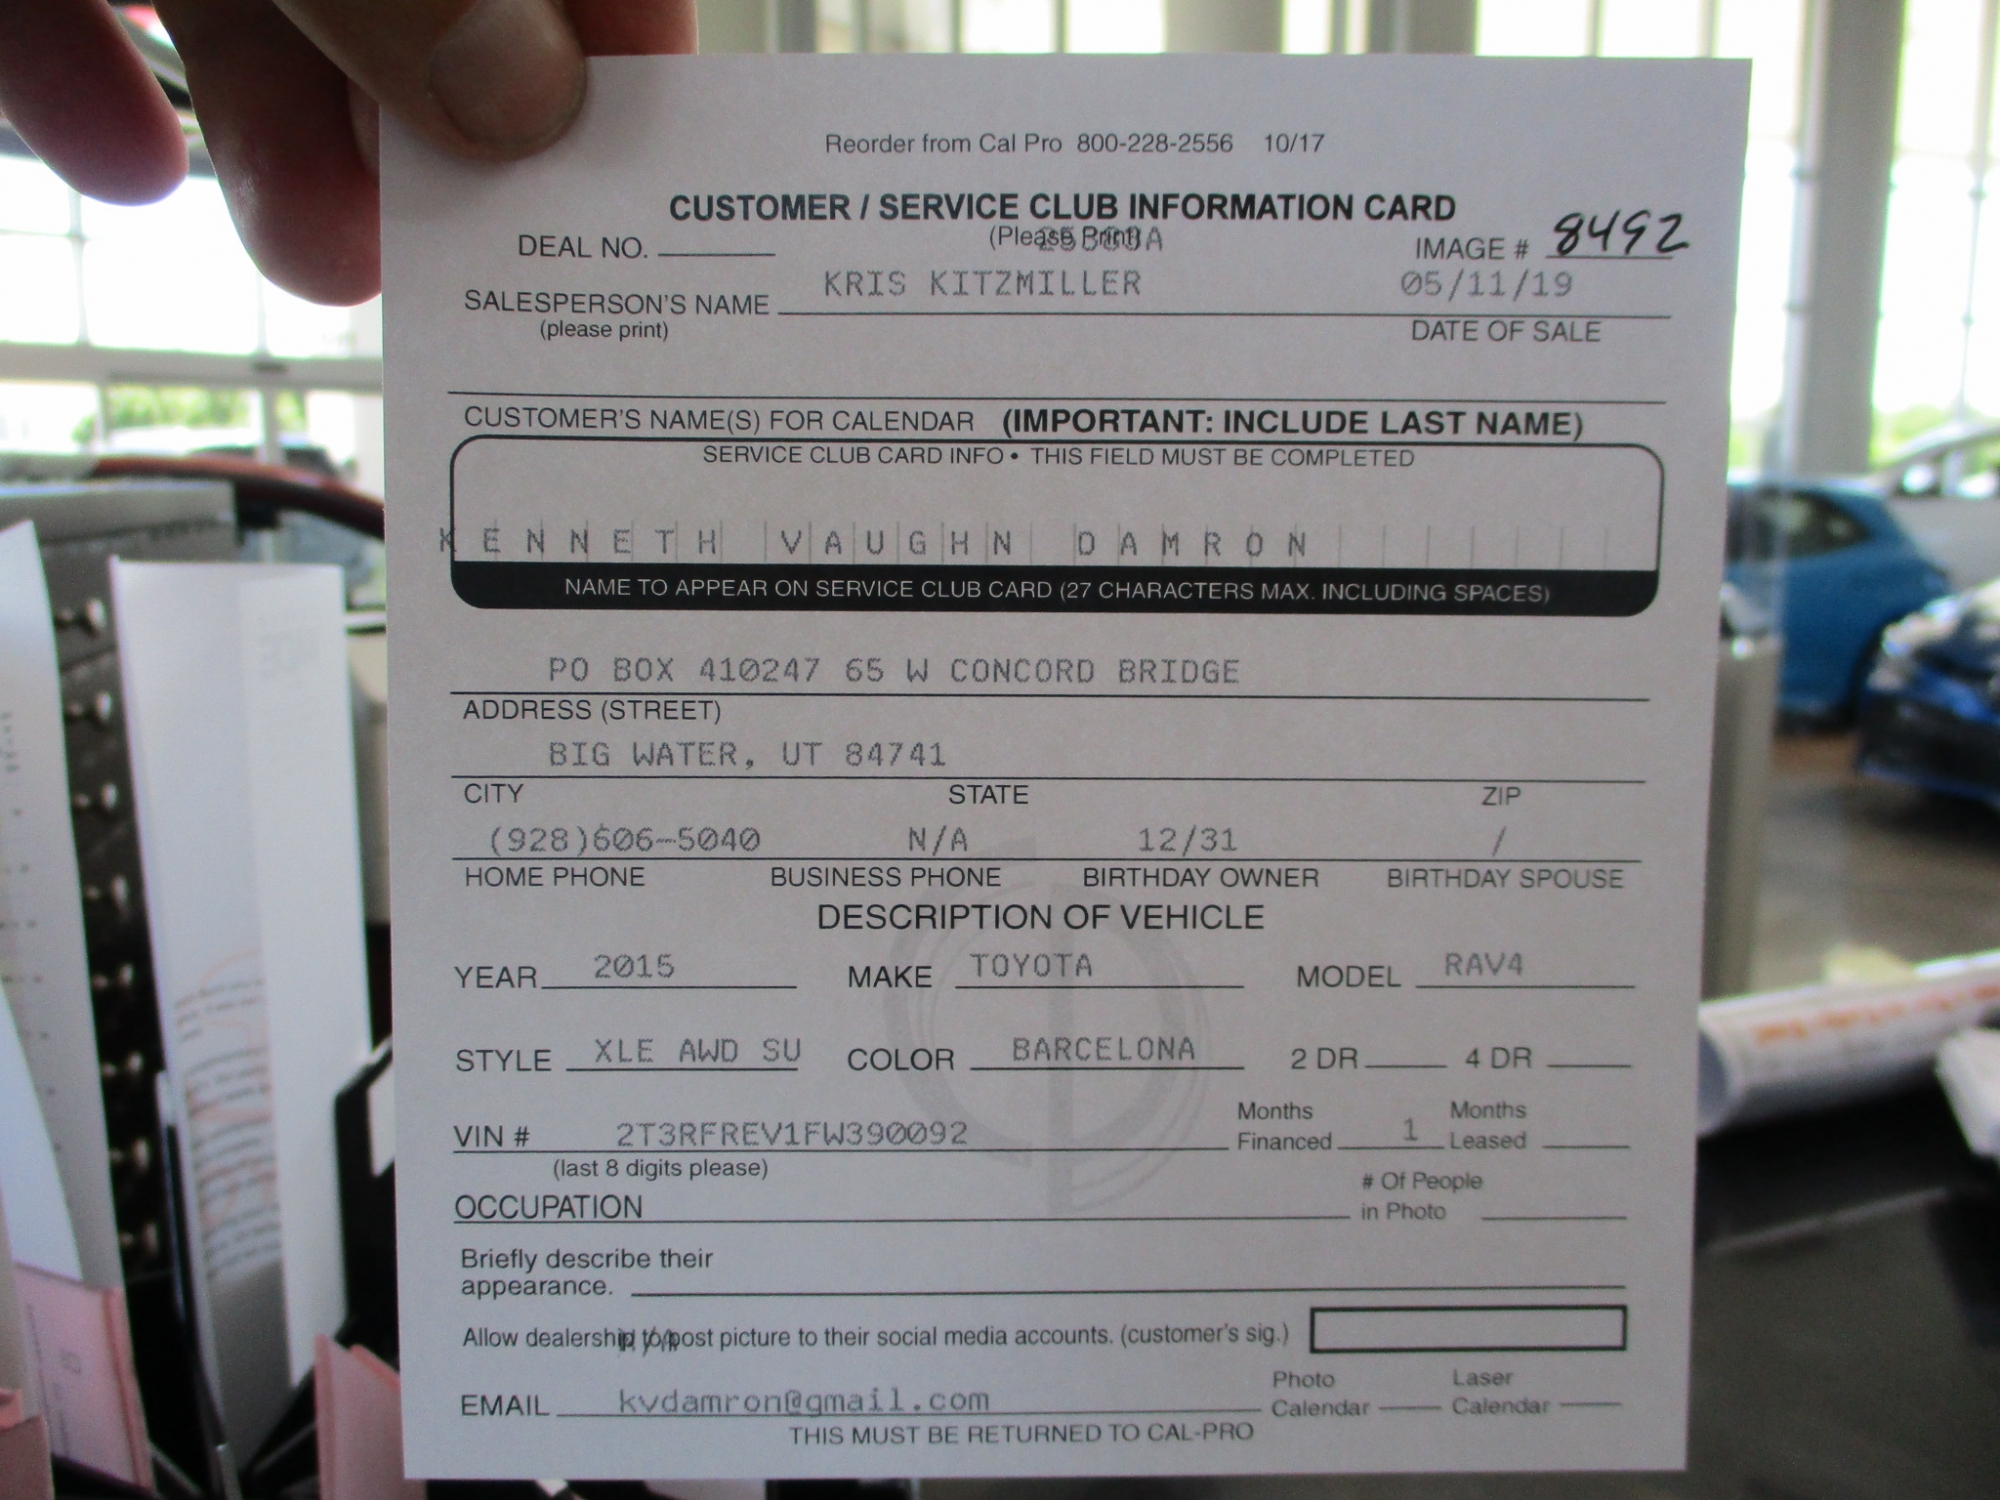 Reorder from Cal Pro 800-228-2556 10/17
CUSTOMER / SERVICE CLUB INFORMATION CARD
(Please Print)
DEAL NO. IMAGE # 8492
KRIS KITZMILLER 05/11/19
SALESPERSON'S NAME
(please print) DATE OF SALE
CUSTOMER'S NAME(S) FOR CALENDAR (IMPORTANT: INCLUDE LAST NAME)
SERVICE CLUB CARD INFO • THIS FIELD MUST BE COMPLETED
KENNETH VAUGHN DAMRON
NAME TO APPEAR ON SERVICE CLUB CARD (27 CHARACTERS MAX. INCLUDING SPACES)
PO BOX 410247 65 W CONCORD BRIDGE
ADDRESS (STREET)
BIG WATER, UT 84741
CITY STATE ZIP
(928)606-5040 N/A 12/31 /
HOME PHONE BUSINESS PHONE BIRTHDAY OWNER BIRTHDAY SPOUSE
DESCRIPTION OF VEHICLE
YEAR 2015 MAKE TOYOTA MODEL RAV4
STYLE XLE AWD SU COLOR BARCELONA 2 DR 4 DR
VIN # 2T3RFREV1FW390092 Months Financed 1 Months Leased
(last 8 digits please)
OCCUPATION # Of People in Photo
Briefly describe their
appearance.
Allow dealership to post picture to their social media accounts. (customer's sig.)
N/A
EMAIL kvdamron@gmail.com Photo Calendar Laser Calendar
THIS MUST BE RETURNED TO CAL-PRO